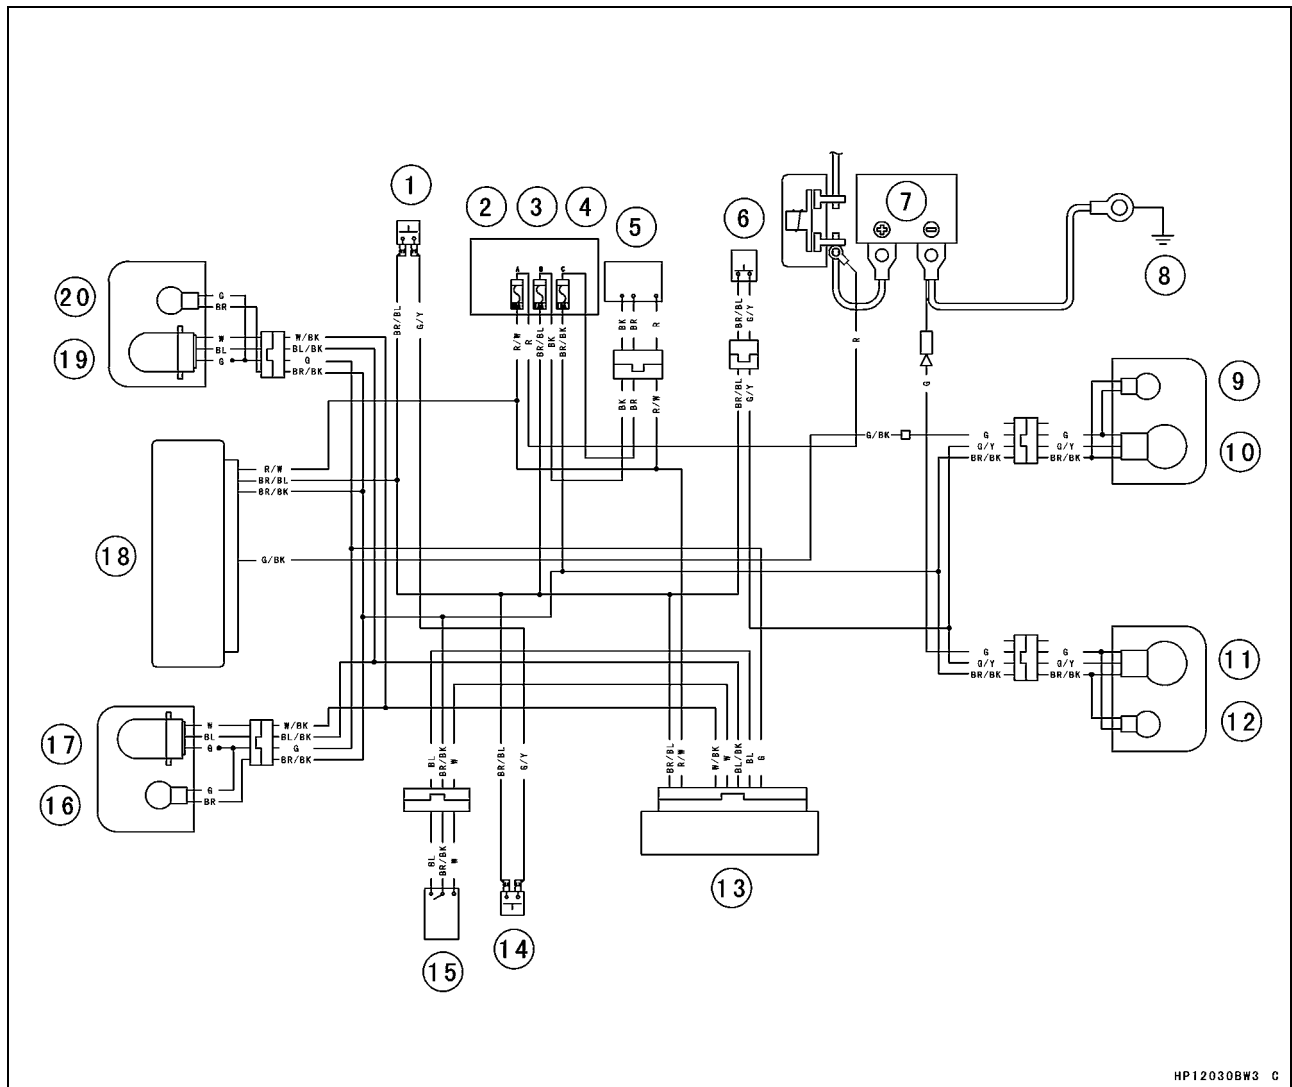 1
2
3
4
5
6
7
8
9
10
11
12
13
14
15
16
17
18
19
20
A
B
C
G
BR
W
BL
G
W/BK
BL/BK
G
BR/BK
BR/BL
G/Y
R/W
R
BR/BL
BK
BR/BK
BK
BR
R
BK
BR
R/W
BR/BL
G/Y
BR/BL
G/Y
R
G
G/BK
G
G/Y
BR/BK
G
G/Y
BR/BK
R/W
BR/BL
BR/BK
G/BK
G
G/Y
BR/BK
G
G/Y
BR/BK
W
BL
G
G
BR
W/BK
BL/BK
G
BR/BK
BL
BR/BK
W
BL
BR/BK
W
BR/BL
G/Y
BR/BL
R/W
W/BK
W
BL/BK
BL
G
HP12030BW3 C